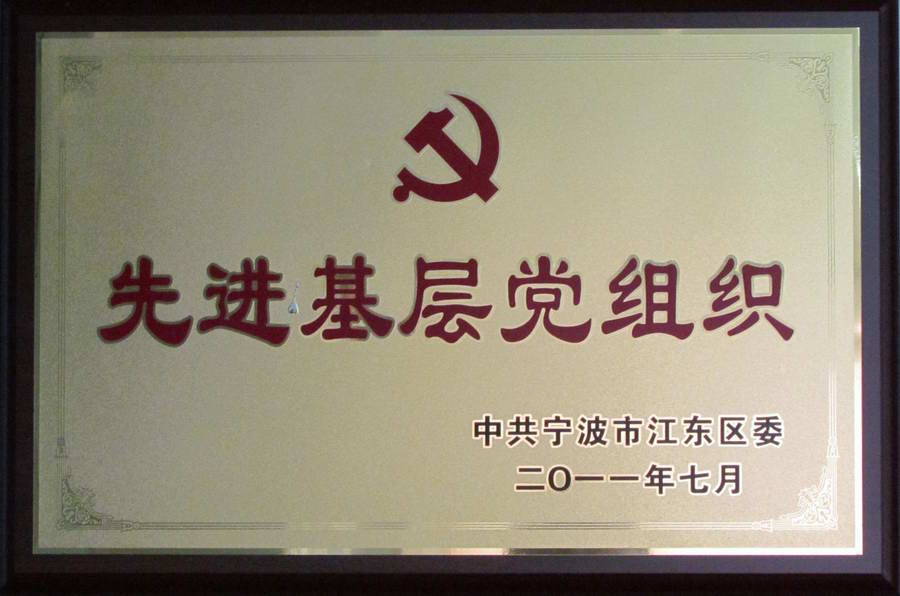 先进基层党组织
中共宁波市江东区委
二〇一一年七月